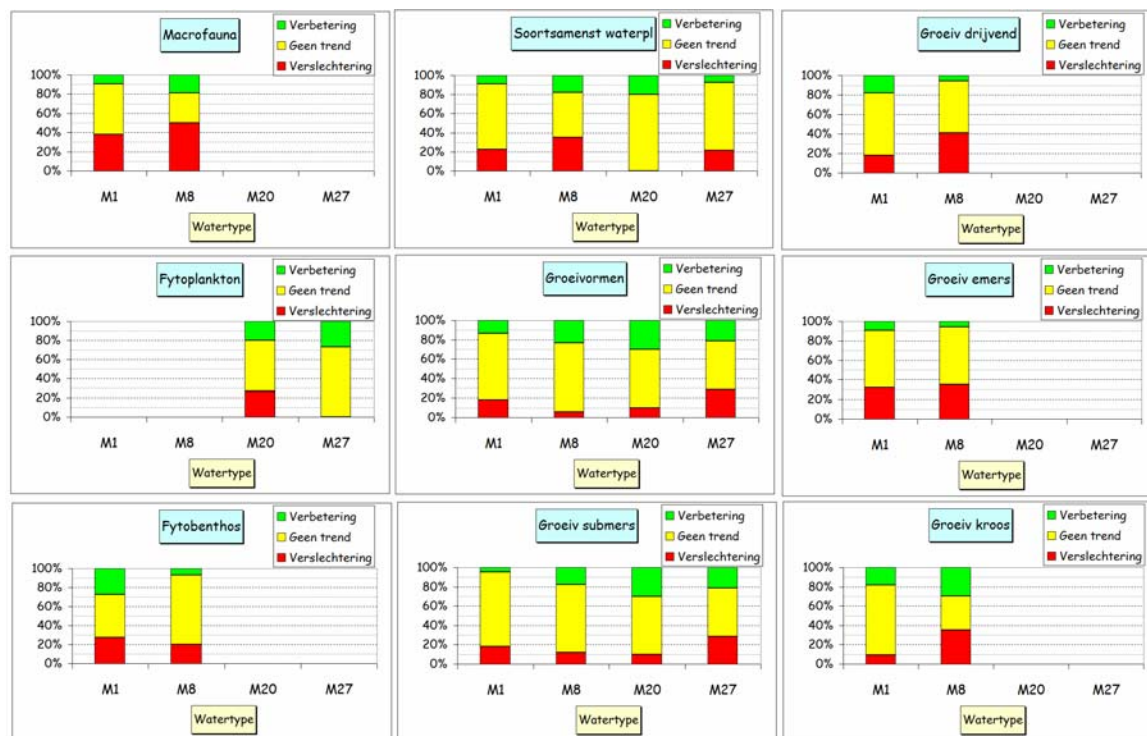 Macrofauna
Verbetering
Geen trend
Verslechtering
100%
80%
60%
40%
20%
0%
M1 M8 M20 M27
Watertype
Soortsamenst waterpl
Verbetering
Geen trend
Verslechtering
100%
80%
60%
40%
20%
0%
M1 M8 M20 M27
Watertype
Groeiv drijvend
Verbetering
Geen trend
Verslechtering
100%
80%
60%
40%
20%
0%
M1 M8 M20 M27
Watertype
Fytoplankton
Verbetering
Geen trend
Verslechtering
100%
80%
60%
40%
20%
0%
M1 M8 M20 M27
Watertype
Groeivormen
Verbetering
Geen trend
Verslechtering
100%
80%
60%
40%
20%
0%
M1 M8 M20 M27
Watertype
Groeiv emers
Verbetering
Geen trend
Verslechtering
100%
80%
60%
40%
20%
0%
M1 M8 M20 M27
Watertype
Fytobenthos
Verbetering
Geen trend
Verslechtering
100%
80%
60%
40%
20%
0%
M1 M8 M20 M27
Watertype
Groeiv submers
Verbetering
Geen trend
Verslechtering
100%
80%
60%
40%
20%
0%
M1 M8 M20 M27
Watertype
Groeiv kroos
Verbetering
Geen trend
Verslechtering
100%
80%
60%
40%
20%
0%
M1 M8 M20 M27
Watertype